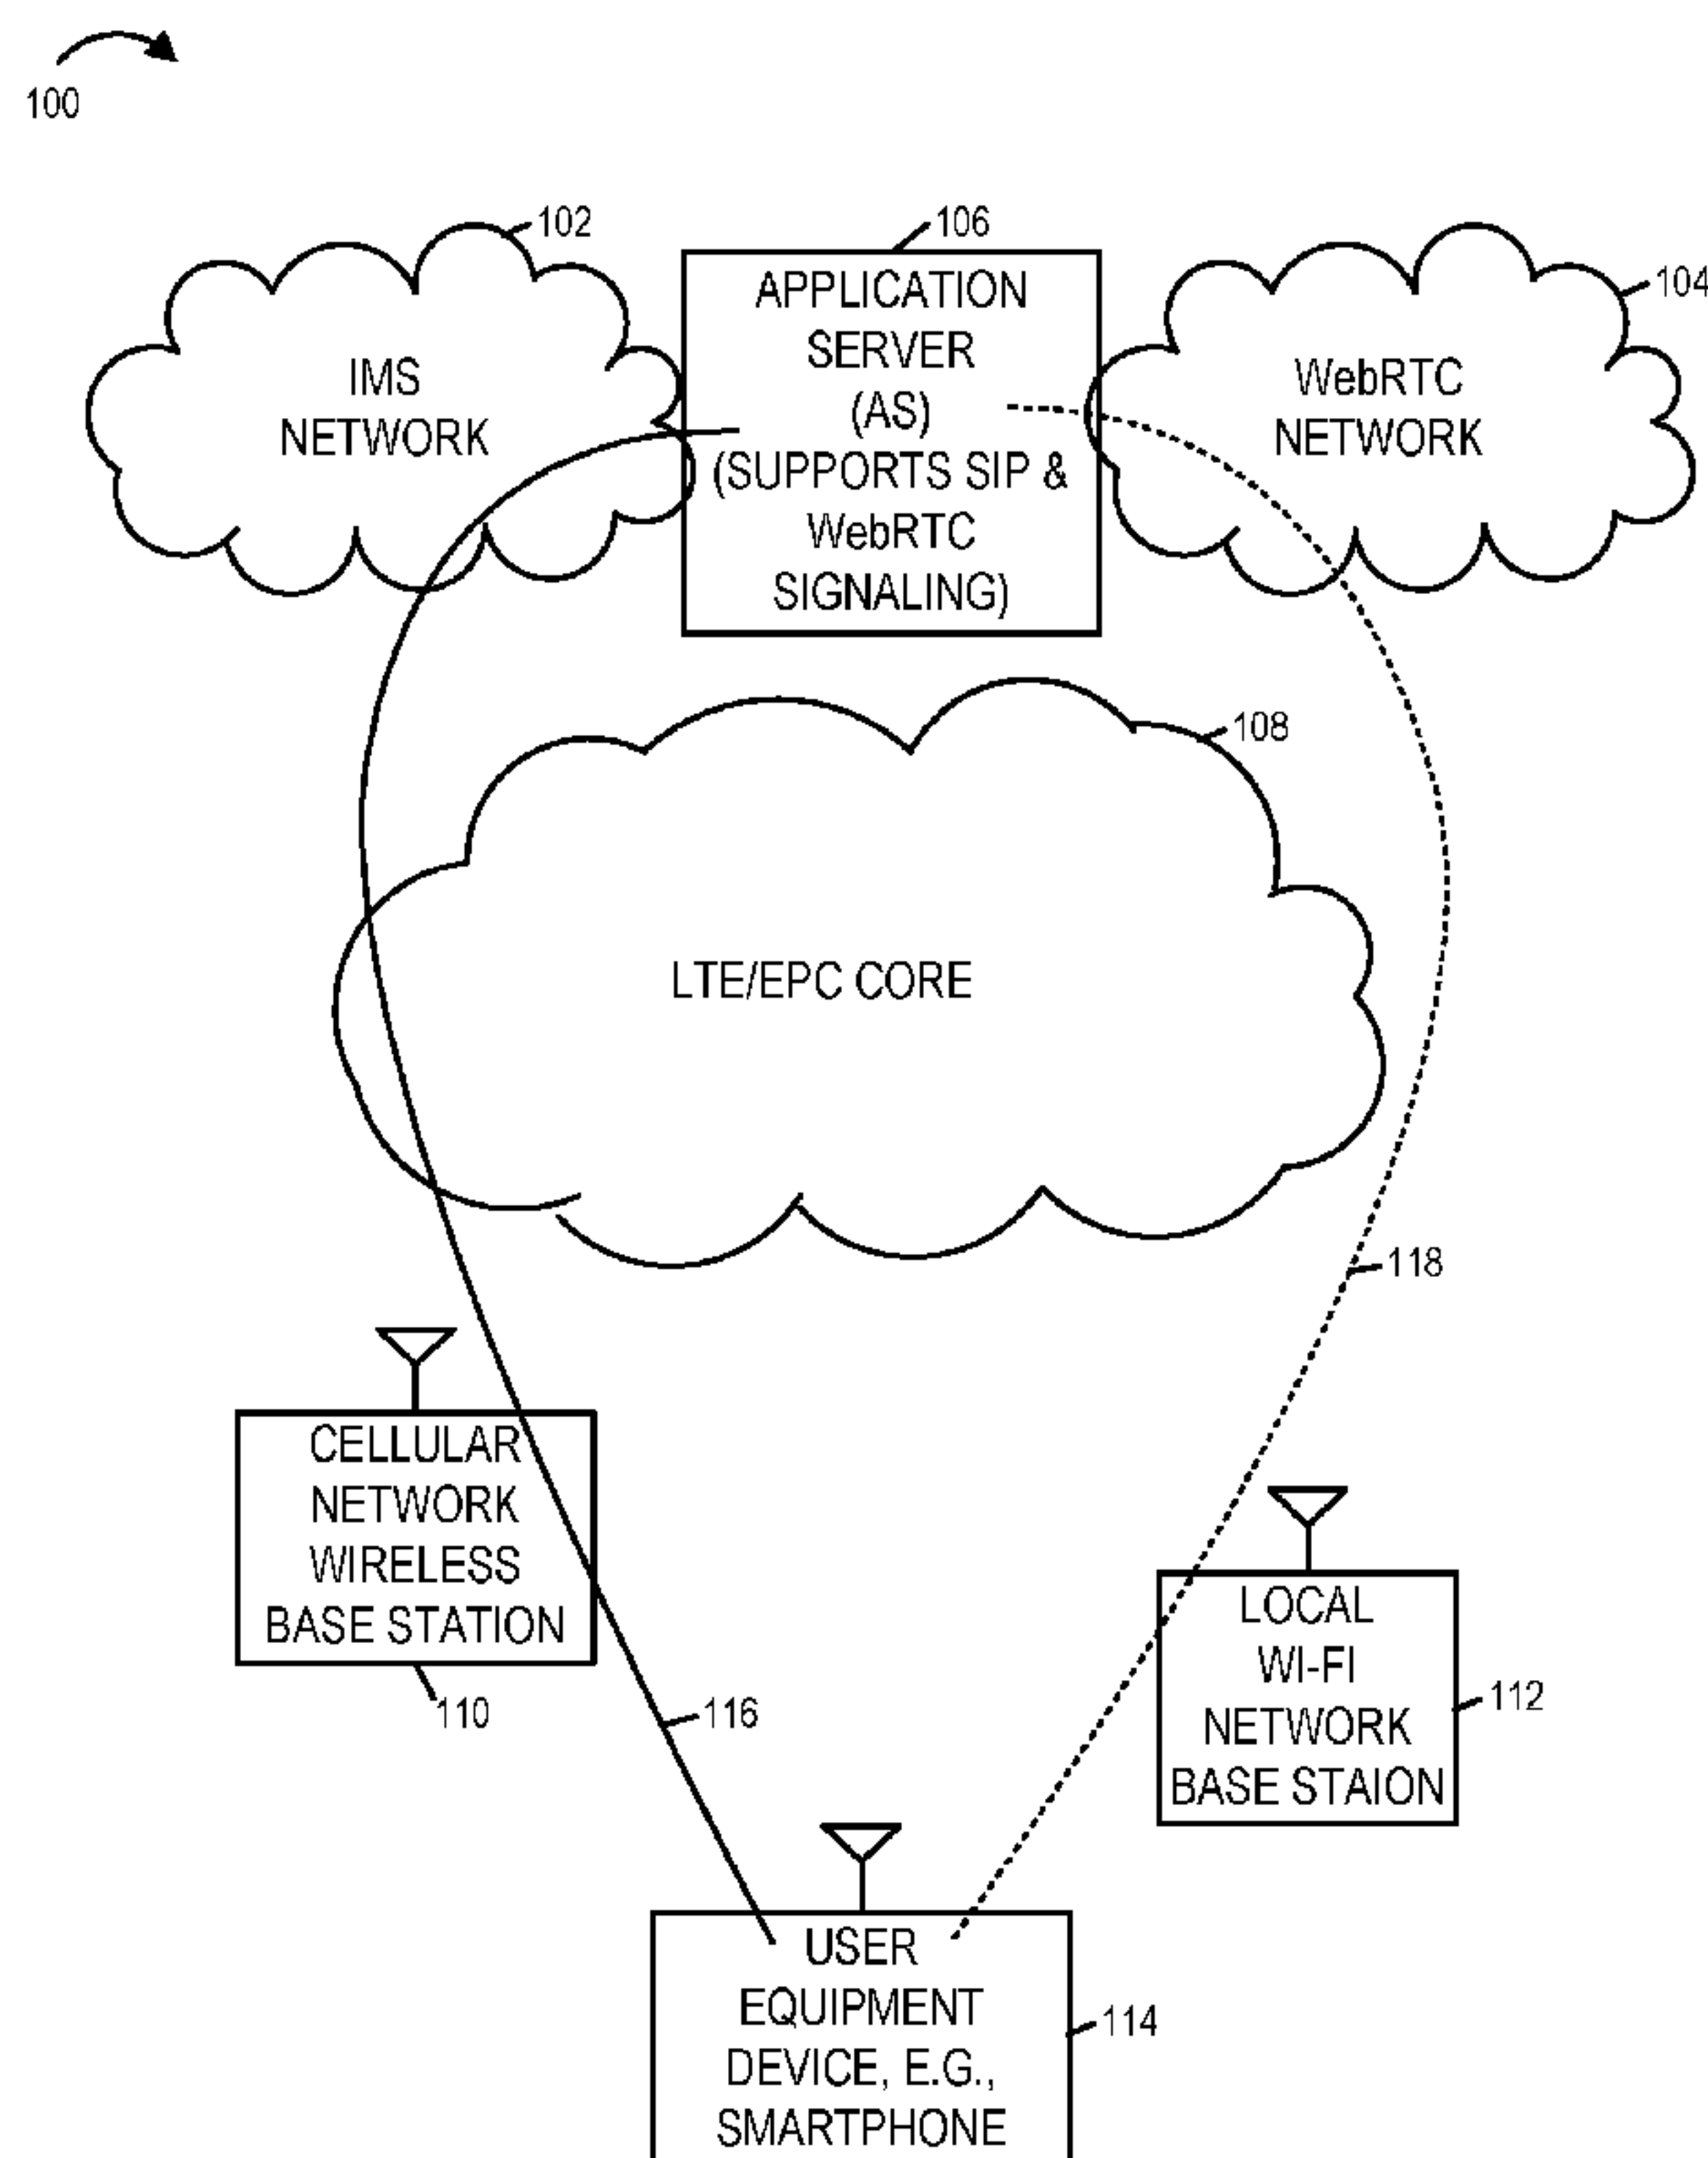 100
102
106
104
IMS
NETWORK
APPLICATION
SERVER
(AS)
(SUPPORTS SIP &
WebRTC
SIGNALING)
WebRTC
NETWORK
108
LTE/EPC CORE
118
CELLULAR
NETWORK
WIRELESS
BASE STATION
110
116
LOCAL
WI-FI
NETWORK
BASE STAION
112
USER
EQUIPMENT
DEVICE, E.G.,
SMARTPHONE
114